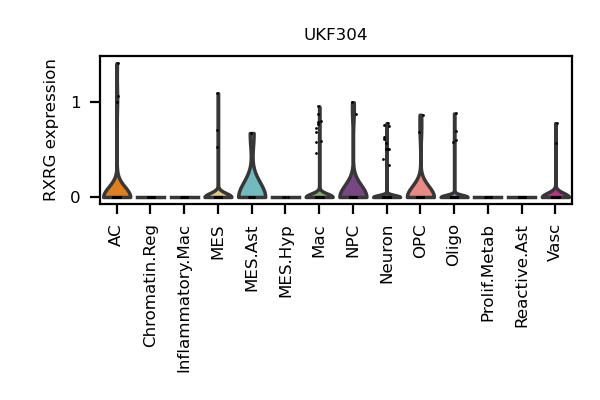 UKF304
RXRG expression
1
0
AC
Chromatin.Reg
Inflammatory.Mac
MES
MES.Ast
MES.Hyp
Mac
NPC
Neuron
OPC
Oligo
Prolif.Metab
Reactive.Ast
Vasc